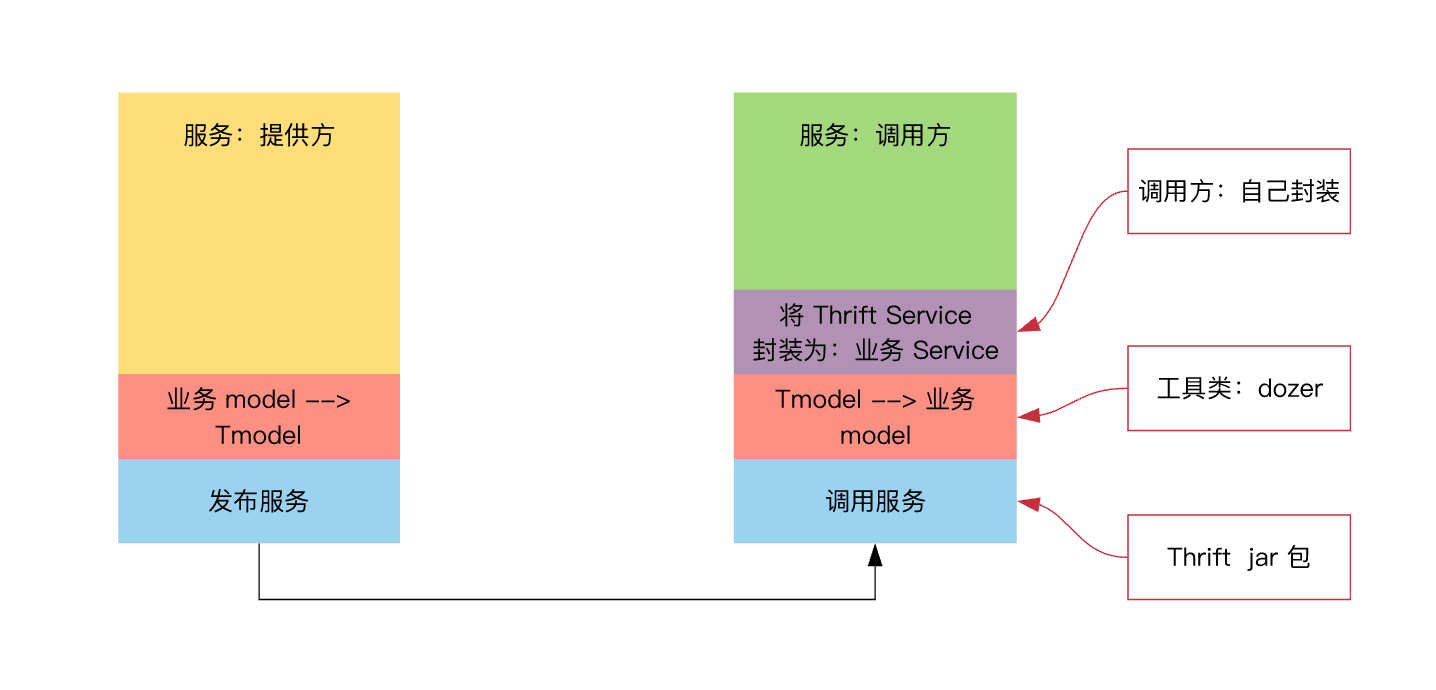 服务：提供方
业务 model -->
Tmodel
发布服务
服务：调用方
将 Thrift Service
封装为：业务 Service
Tmodel --> 业务
model
调用服务
调用方：自己封装
工具类：dozer
Thrift jar 包